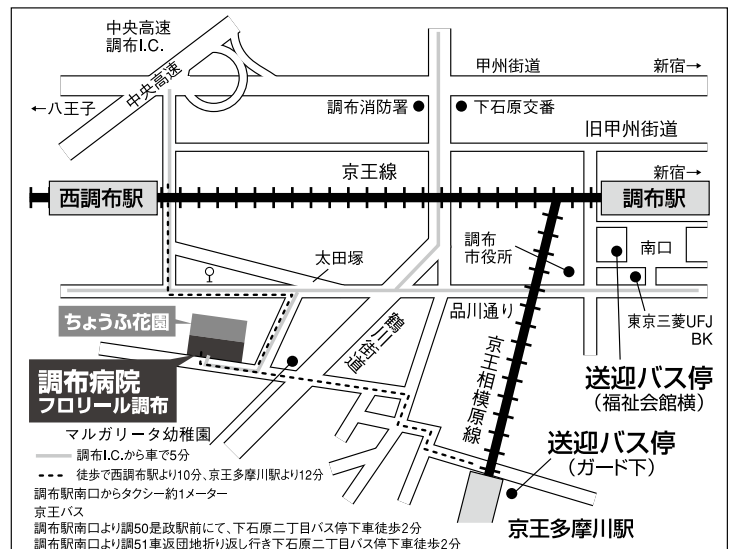 中央高速
調布I.C.
中央高速
甲州街道
新宿→
←八王子
調布消防署
下石原交番
旧甲州街道
京王線
新宿→
西調布駅
調布駅
太田塚
調布
市役所
南口
品川通り
東京三菱UFJ
BK
ちょうふ花園
鶴川街道
京王相模原線
調布病院
フロリール調布
送迎バス停
(福祉会館横)
マルガリータ幼稚園
送迎バス停
(ガード下)
調布I.C.から車で5分
徒歩で西調布駅より10分、京王多摩川駅より12分
調布駅南口からタクシー約1メーター
京王バス
京王多摩川駅
調布駅南口より調50是政駅前にて、下石原二丁目バス停下車徒歩2分
調布駅南口より調51車返団地折り返し行き下石原二丁目バス停下車徒歩2分